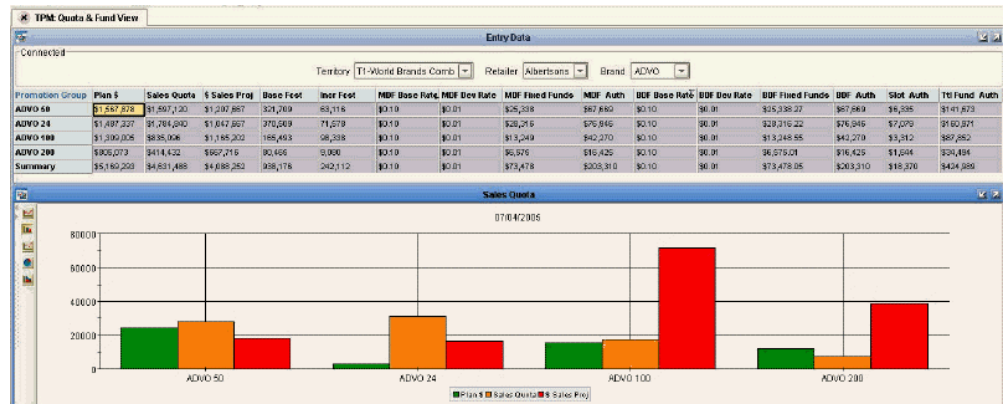 TPM: Quota & Fund View
Entry Data
Connected
Territory T1-World Brands Comb Retailer Albertsons Brand ADVO
Promotion Group Plan $ Sales Quota $ Sales Proj Base Fcst Incr Fcst MDF Base Rate MDF Dev Rate MDF Fixed Funds MDF Auth BDF Base Rate BDF Dev Rate BDF Fixed Funds BDF Auth Slot Auth Ttl Fund Auth
ADVO 50 $1,567,878 $1,597,120 $1,207,667 321,709 63,116 $0.10 $0.01 $25,338 $67,669 $0.10 $0.01 $25,338.27 $67,669 $6,335 $141,673
ADVO 24 $1,784,840 $1,047,667 370,509 71,578 $0.10 $0.01 $28,316 $76,946 $0.10 $0.01 $28,316.22 $76,946 $7,079 $160,871
ADVO 100 $1,309,005 $835,096 $1,165,202 165,493 98,338 $0.10 $0.01 $13,249 $42,270 $0.10 $0.01 $13,248.55 $42,270 $3,312 $87,852
ADVO 200 $805,073 $414,432 $667,716 80,466 9,080 $0.10 $0.01 $6,576 $16,425 $0.10 $0.01 $6,576.01 $16,425 $1,644 $34,494
Summary $5,169,293 $4,631,488 $4,088,252 938,176 242,112 $0.10 $0.01 $73,478 $203,310 $0.10 $0.01 $73,478.05 $203,310 $18,370 $424,989
Sales Quota
07/04/2005
80000
60000
40000
20000
0
ADVO 50 ADVO 24 ADVO 100 ADVO 200
Plan $ Sales Quota $ Sales Proj